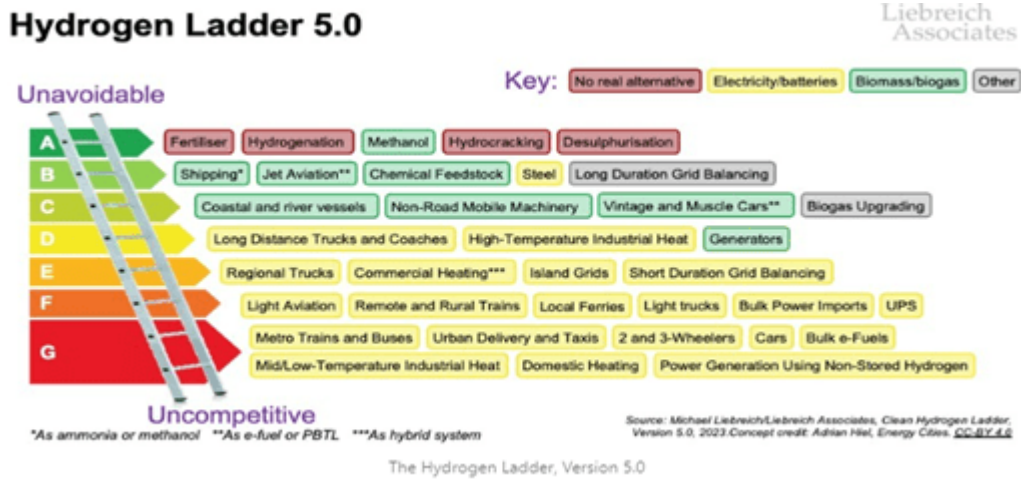 Hydrogen Ladder 5.0
Liebreich
Associates
Key: No real alternative Electricity/batteries Biomass/biogas Other
Unavoidable
A Fertiliser Hydrogenation Methanol Hydrocracking Desulphurisation
B Shipping* Jet Aviation** Chemical Feedstock Steel Long Duration Grid Balancing
C Coastal and river vessels Non-Road Mobile Machinery Vintage and Muscle Cars** Biogas Upgrading
D Long Distance Trucks and Coaches High-Temperature Industrial Heat Generators
E Regional Trucks Commercial Heating*** Island Grids Short Duration Grid Balancing
F Light Aviation Remote and Rural Trains Local Ferries Light trucks Bulk Power Imports UPS
G Metro Trains and Buses Urban Delivery and Taxis 2 and 3-Wheelers Cars Bulk e-Fuels
Mid/Low-Temperature Industrial Heat Domestic Heating Power Generation Using Non-Stored Hydrogen
Uncompetitive
*As ammonia or methanol **As e-fuel or PBTL ***As hybrid system
Source: Michael Liebreich/Liebreich Associates, Clean Hydrogen Ladder,
Version 5.0, 2023.Concept credit: Adrian Hiel, Energy Cities. CC-BY 4.0
The Hydrogen Ladder, Version 5.0